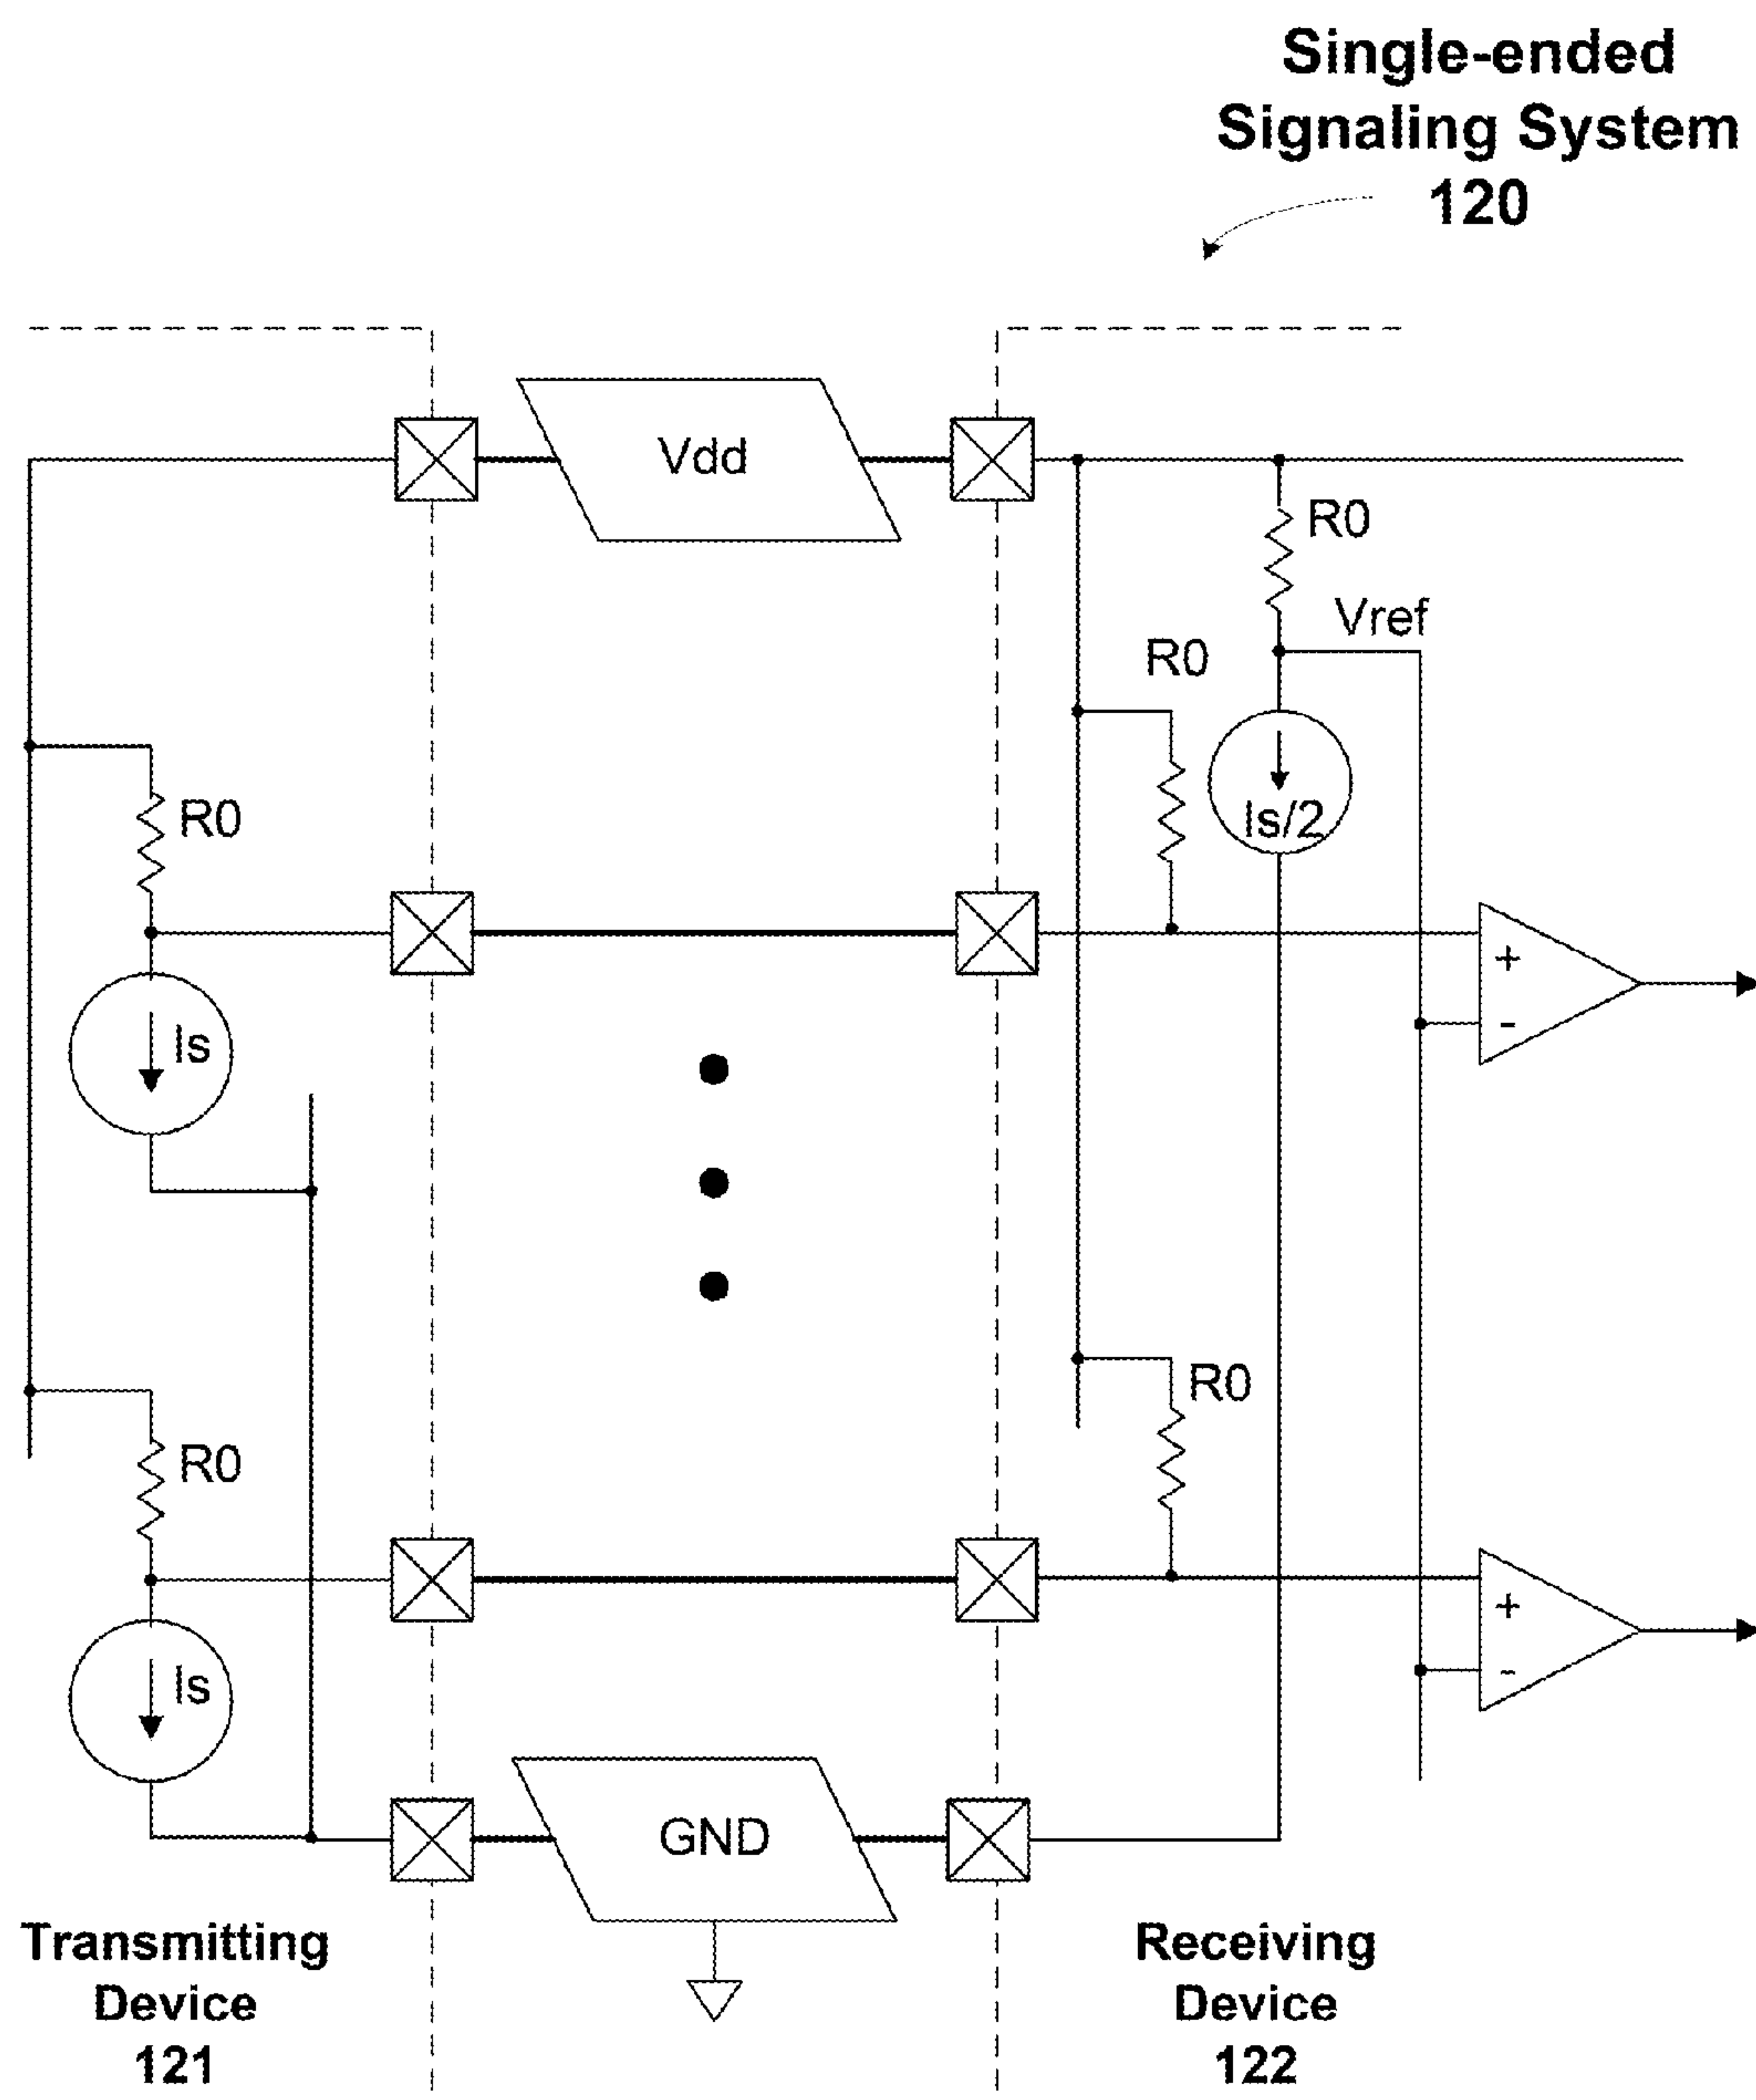 Single-ended
Signaling System
120
Vdd
R0
Vref
R0
R0
Is/2
+
-
Is
R0
R0
+
-
Is
GND
Transmitting
Device
121
Receiving
Device
122